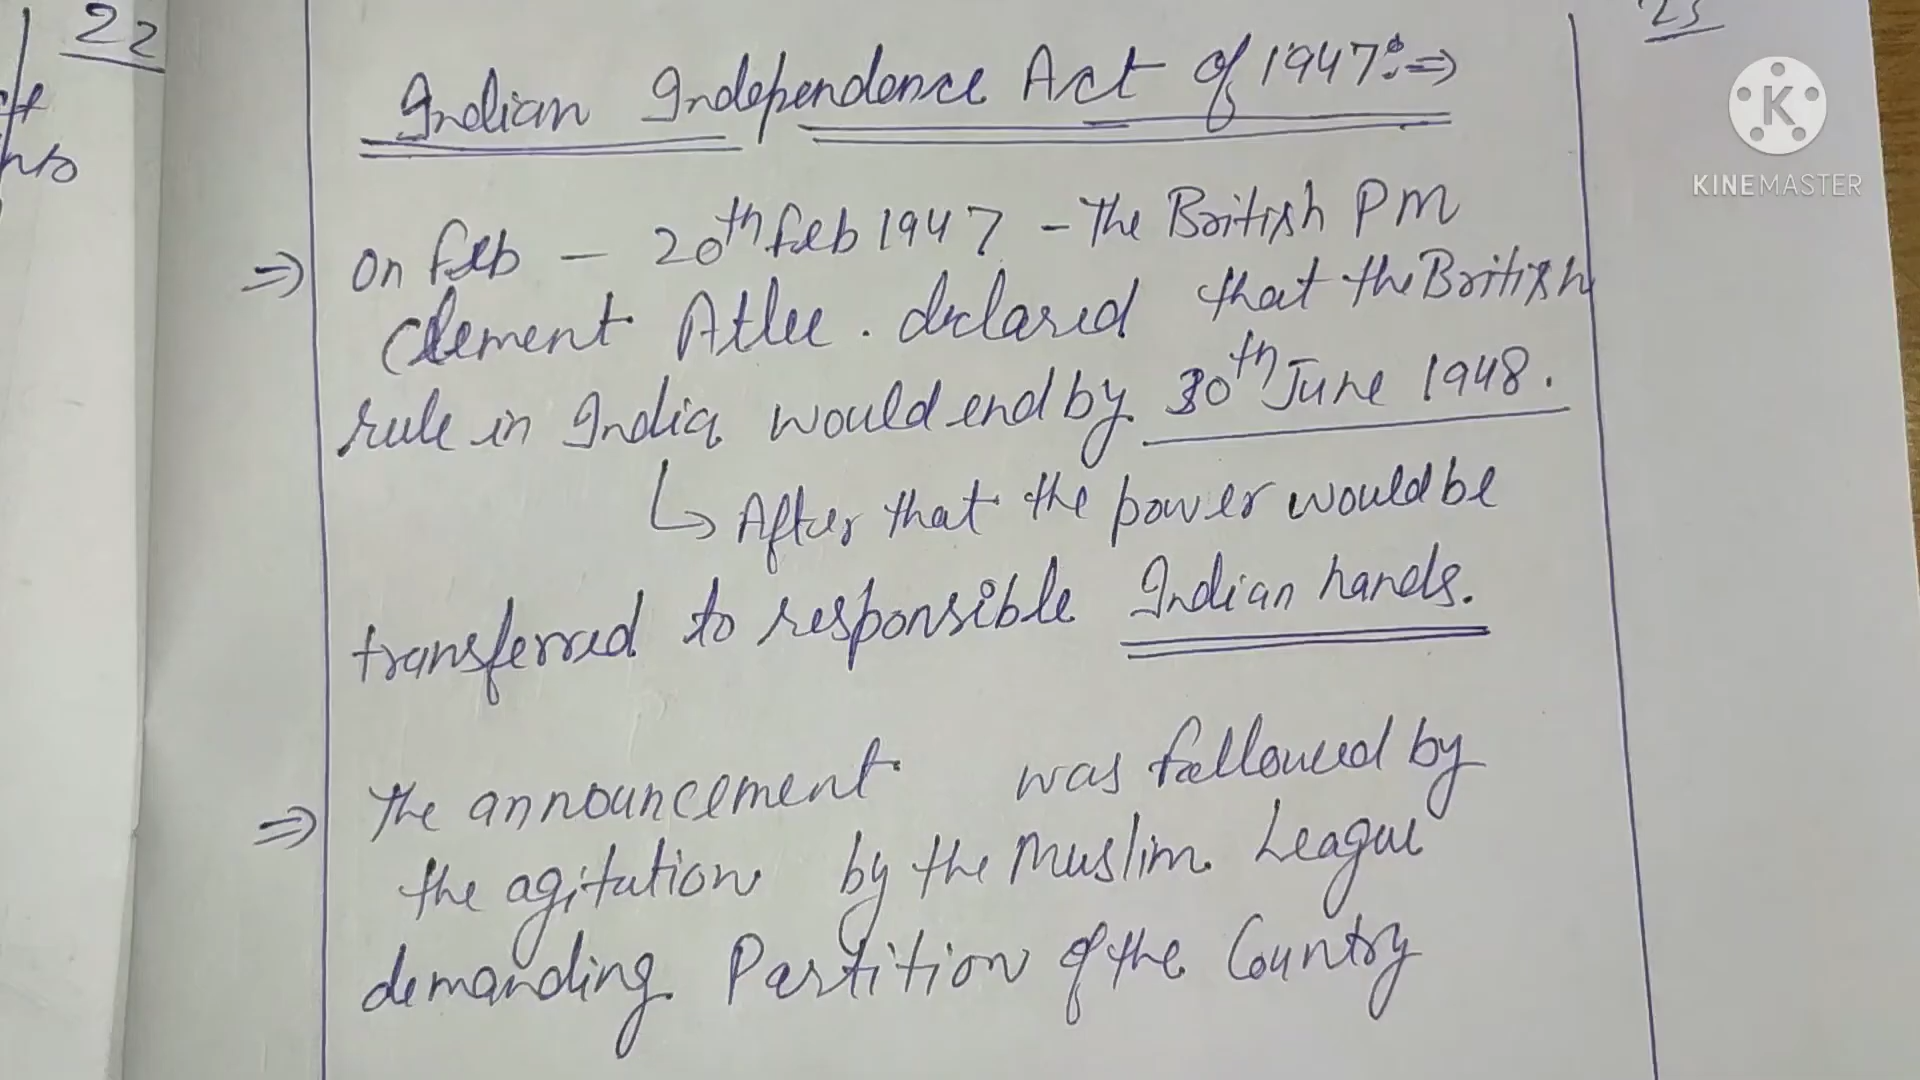 22
Indian Independence Act of 1947:⇒
⇒ On Feb – 20th Feb 1947 – The British PM
Clement Atlee. declared that the British
rule in India would end by 30th June 1948.
↳ After that the power would be
transferred to responsible Indian hands.
⇒ The announcement was followed by
the agitation by the Muslim League
demanding Partition of the Country
23
KINEMASTER